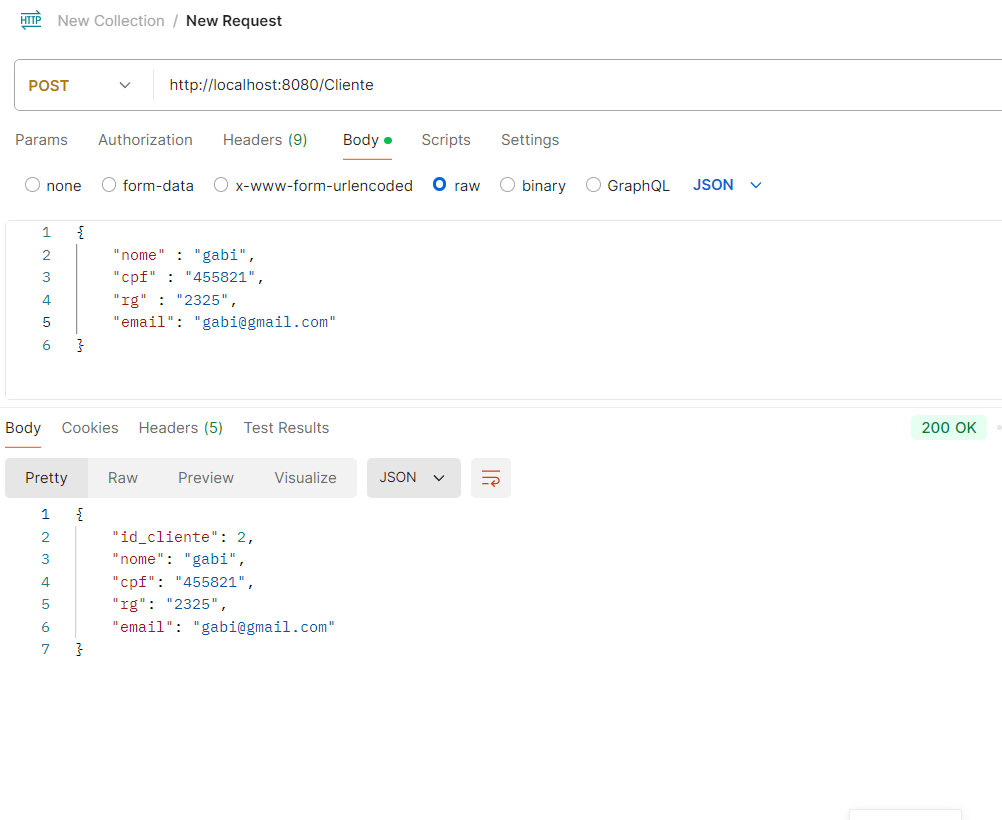 HTTP New Collection / New Request
POST http://localhost:8080/Cliente
Params Authorization Headers (9) Body Scripts Settings
none form-data x-www-form-urlencoded raw binary GraphQL JSON
1 {
2 "nome" : "gabi",
3 "cpf" : "455821",
4 "rg" : "2325",
5 "email": "gabi@gmail.com"
6 }
Body Cookies Headers (5) Test Results 200 OK
Pretty Raw Preview Visualize JSON
1 {
2 "id_cliente": 2,
3 "nome": "gabi",
4 "cpf": "455821",
5 "rg": "2325",
6 "email": "gabi@gmail.com"
7 }